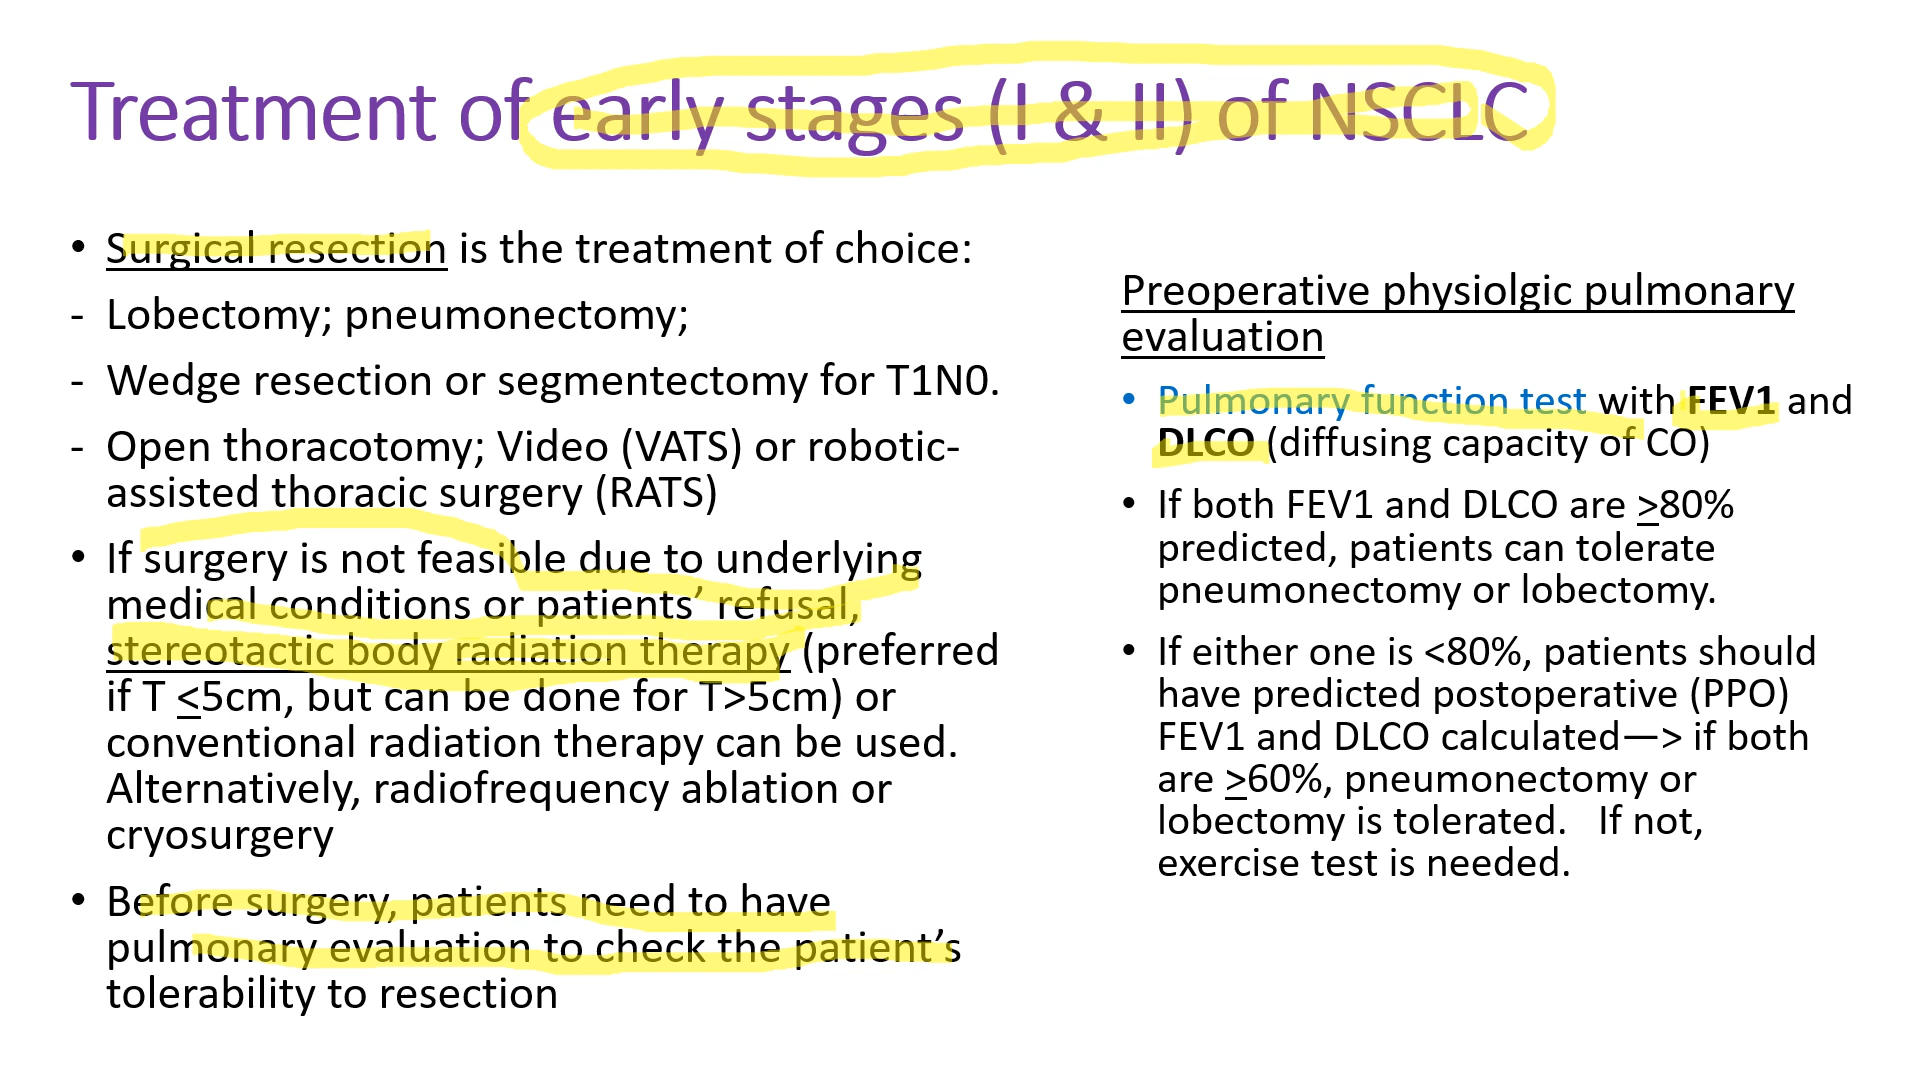 Treatment of early stages (I & II) of NSCLC
• Surgical resection is the treatment of choice:
- Lobectomy; pneumonectomy;
- Wedge resection or segmentectomy for T1N0.
- Open thoracotomy; Video (VATS) or robotic-
assisted thoracic surgery (RATS)
• If surgery is not feasible due to underlying
medical conditions or patients’ refusal,
stereotactic body radiation therapy (preferred
if T <5cm, but can be done for T>5cm) or
conventional radiation therapy can be used.
Alternatively, radiofrequency ablation or
cryosurgery
• Before surgery, patients need to have
pulmonary evaluation to check the patient’s
tolerability to resection
Preoperative physiolgic pulmonary
evaluation
• Pulmonary function test with FEV1 and
DLCO (diffusing capacity of CO)
• If both FEV1 and DLCO are >80%
predicted, patients can tolerate
pneumonectomy or lobectomy.
• If either one is <80%, patients should
have predicted postoperative (PPO)
FEV1 and DLCO calculated—> if both
are >60%, pneumonectomy or
lobectomy is tolerated. If not,
exercise test is needed.